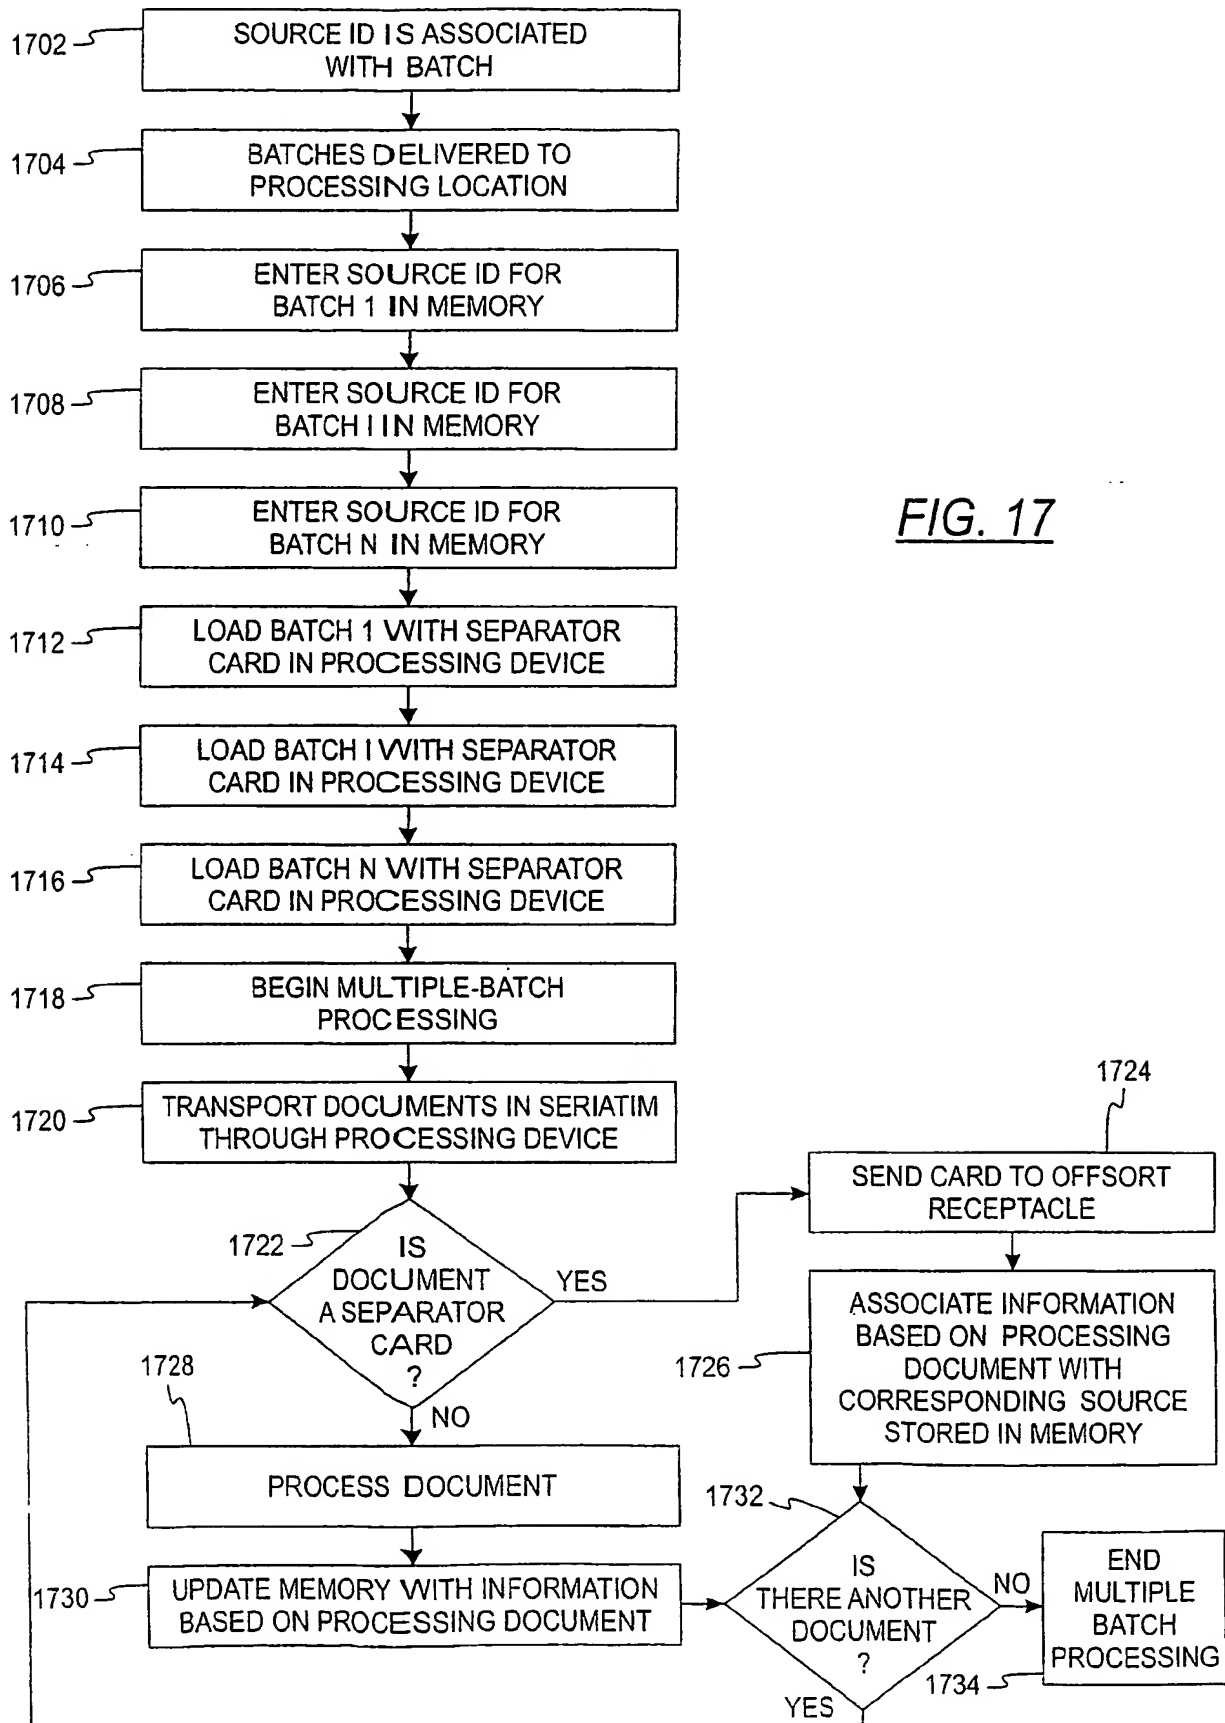 1702
SOURCE ID IS ASSOCIATED
WITH BATCH
1704
BATCHES DELIVERED TO
PROCESSING LOCATION
1706
ENTER SOURCE ID FOR
BATCH 1 IN MEMORY
1708
ENTER SOURCE ID FOR
BATCH I IN MEMORY
1710
ENTER SOURCE ID FOR
BATCH N IN MEMORY
FIG. 17
1712
LOAD BATCH 1 WITH SEPARATOR
CARD IN PROCESSING DEVICE
1714
LOAD BATCH I WITH SEPARATOR
CARD IN PROCESSING DEVICE
1716
LOAD BATCH N WITH SEPARATOR
CARD IN PROCESSING DEVICE
1718
BEGIN MULTIPLE-BATCH
PROCESSING
1720
TRANSPORT DOCUMENTS IN SERIATIM
THROUGH PROCESSING DEVICE
1722
IS
DOCUMENT
A SEPARATOR
CARD
?
YES
NO
1724
SEND CARD TO OFFSORT
RECEPTACLE
1726
ASSOCIATE INFORMATION
BASED ON PROCESSING
DOCUMENT WITH
CORRESPONDING SOURCE
STORED IN MEMORY
1728
PROCESS DOCUMENT
1730
UPDATE MEMORY WITH INFORMATION
BASED ON PROCESSING DOCUMENT
1732
IS
THERE ANOTHER
DOCUMENT
?
NO
YES
1734
END
MULTIPLE
BATCH
PROCESSING